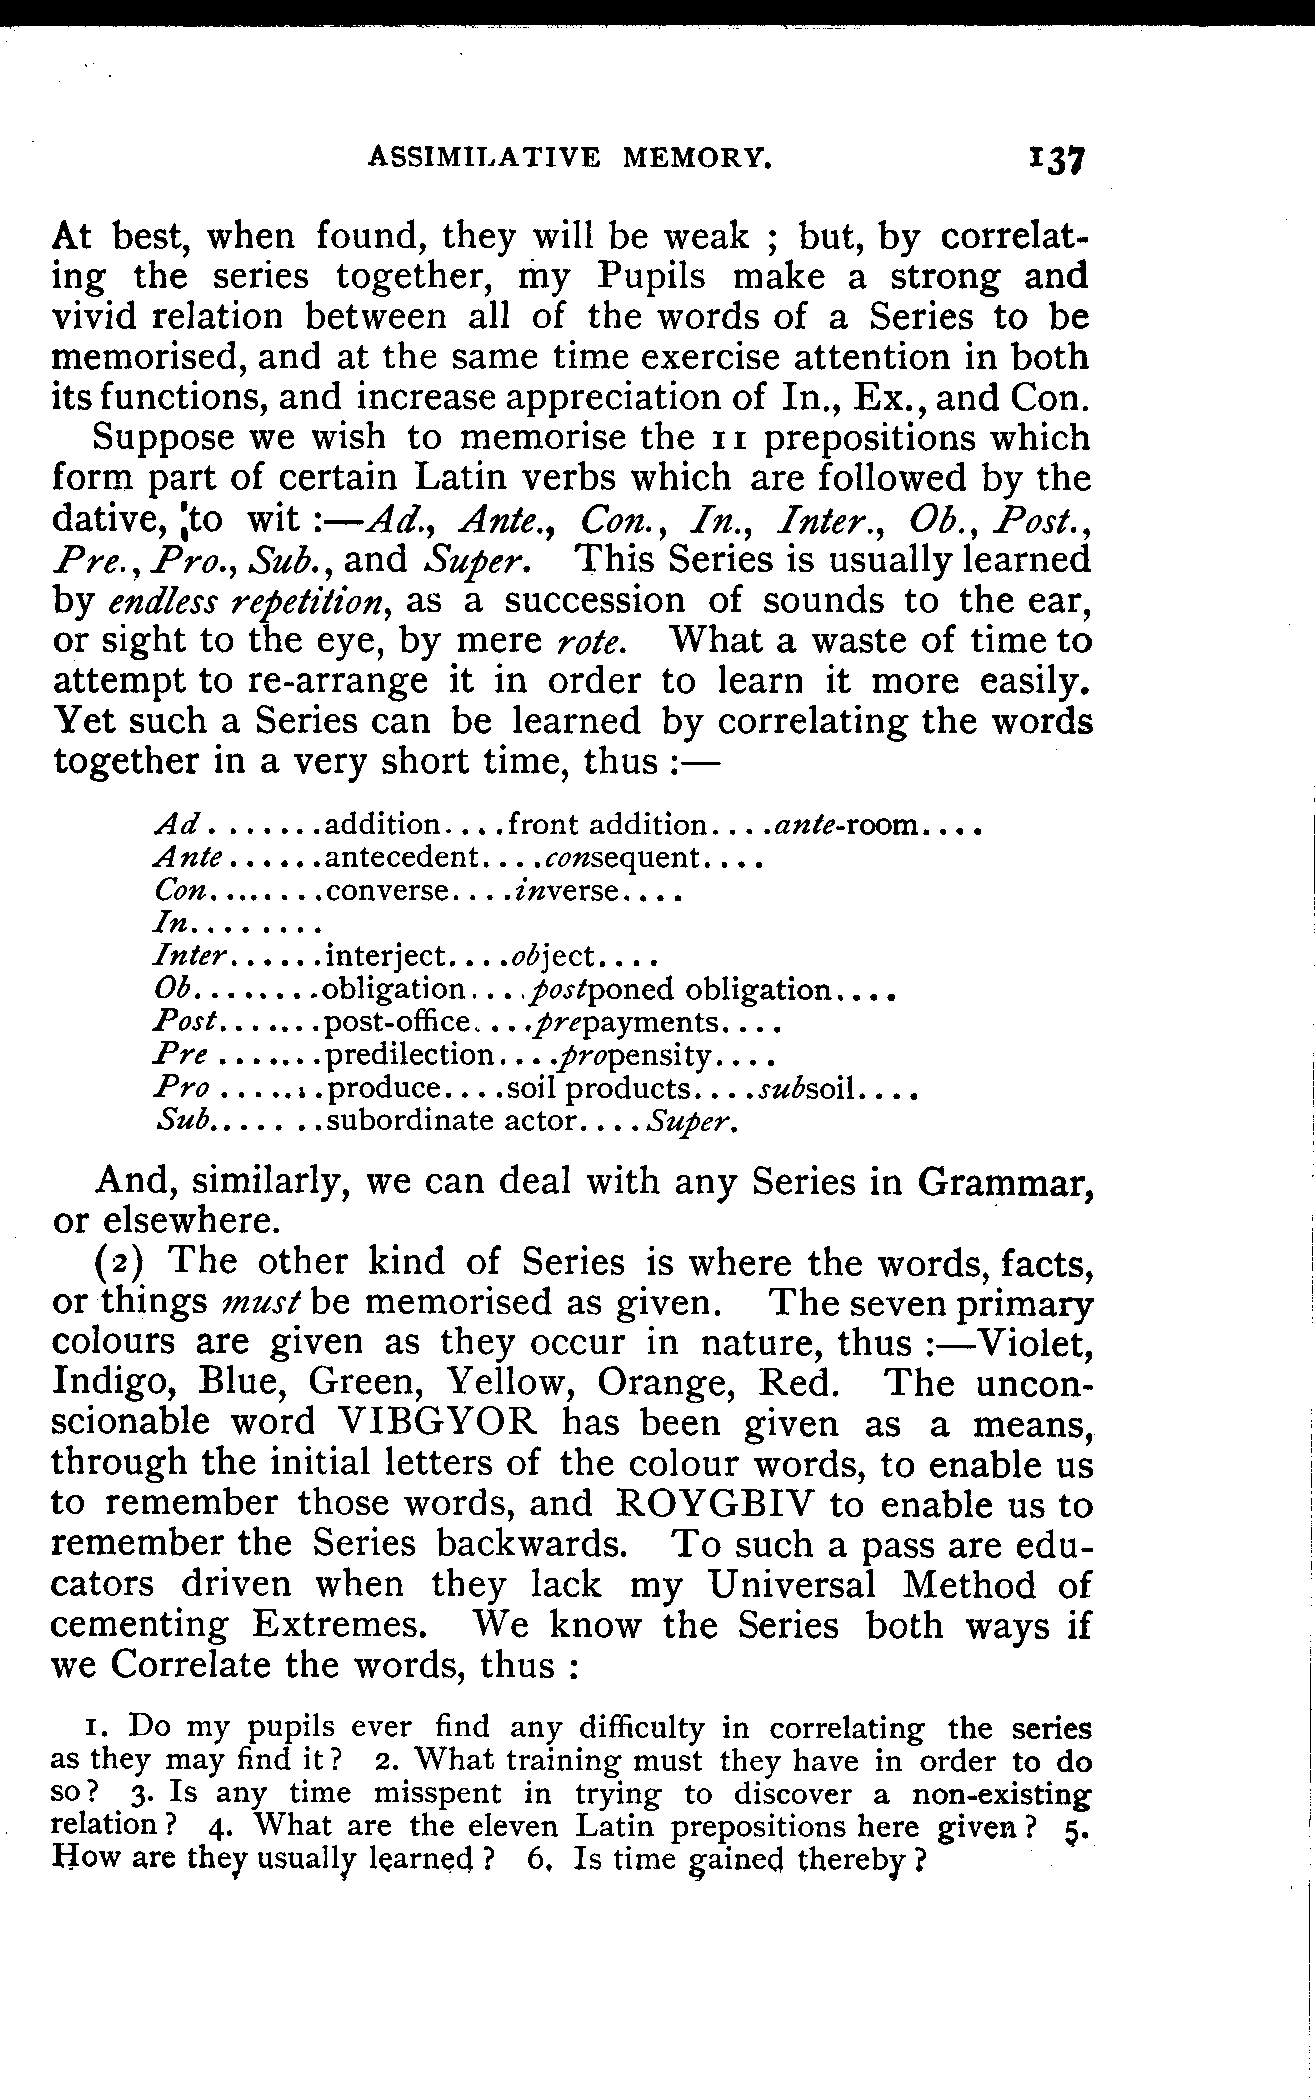 ASSIMILATIVE MEMORY. 137
At best, when found, they will be weak ; but, by correlat-
ing the series together, my Pupils make a strong and
vivid relation between all of the words of a Series to be
memorised, and at the same time exercise attention in both
its functions, and increase appreciation of In., Ex., and Con.
Suppose we wish to memorise the 11 prepositions which
form part of certain Latin verbs which are followed by the
dative, to wit :—Ad., Ante., Con., In., Inter., Ob., Post.,
Pre., Pro., Sub., and Super. This Series is usually learned
by endless repetition, as a succession of sounds to the ear,
or sight to the eye, by mere rote. What a waste of time to
attempt to re-arrange it in order to learn it more easily.
Yet such a Series can be learned by correlating the words
together in a very short time, thus :—
Ad.......addition....front addition....ante-room....
Ante......antecedent....consequent....
Con........converse....inverse....
In........
Inter......interject....object....
Ob........obligation....postponed obligation....
Post.......post-office....prepayments....
Pre.......predilection....propensity....
Pro.......produce....soil products....subsoil....
Sub.......subordinate actor....Super.
And, similarly, we can deal with any Series in Grammar,
or elsewhere.
(2) The other kind of Series is where the words, facts,
or things must be memorised as given. The seven primary
colours are given as they occur in nature, thus :—Violet,
Indigo, Blue, Green, Yellow, Orange, Red. The uncon-
scionable word VIBGYOR has been given as a means,
through the initial letters of the colour words, to enable us
to remember those words, and ROYGBIV to enable us to
remember the Series backwards. To such a pass are edu-
cators driven when they lack my Universal Method of
cementing Extremes. We know the Series both ways if
we Correlate the words, thus :
1. Do my pupils ever find any difficulty in correlating the series
as they may find it? 2. What training must they have in order to do
so? 3. Is any time misspent in trying to discover a non-existing
relation? 4. What are the eleven Latin prepositions here given? 5.
How are they usually learned? 6. Is time gained thereby?